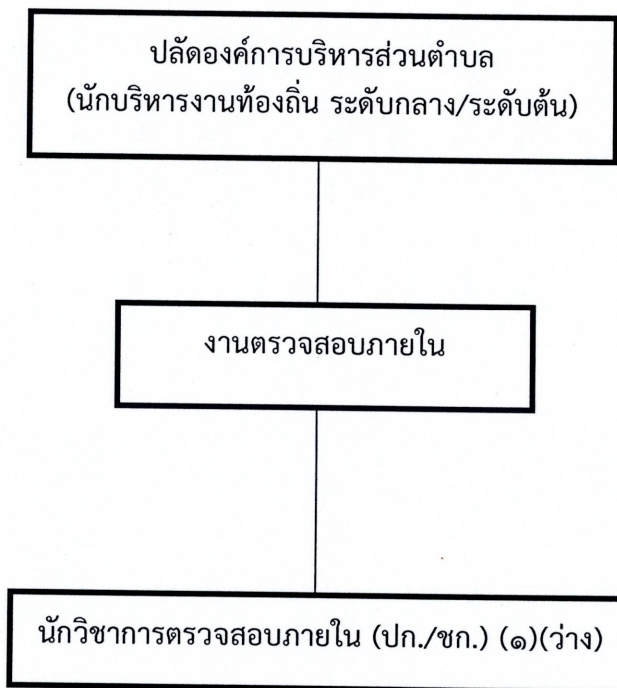 ปลัดองค์การบริหารส่วนตำบล
(นักบริหารงานท้องถิ่น ระดับกลาง/ระดับต้น)
งานตรวจสอบภายใน
นักวิชาการตรวจสอบภายใน (ปก./ชก.) (๑)(ว่าง)